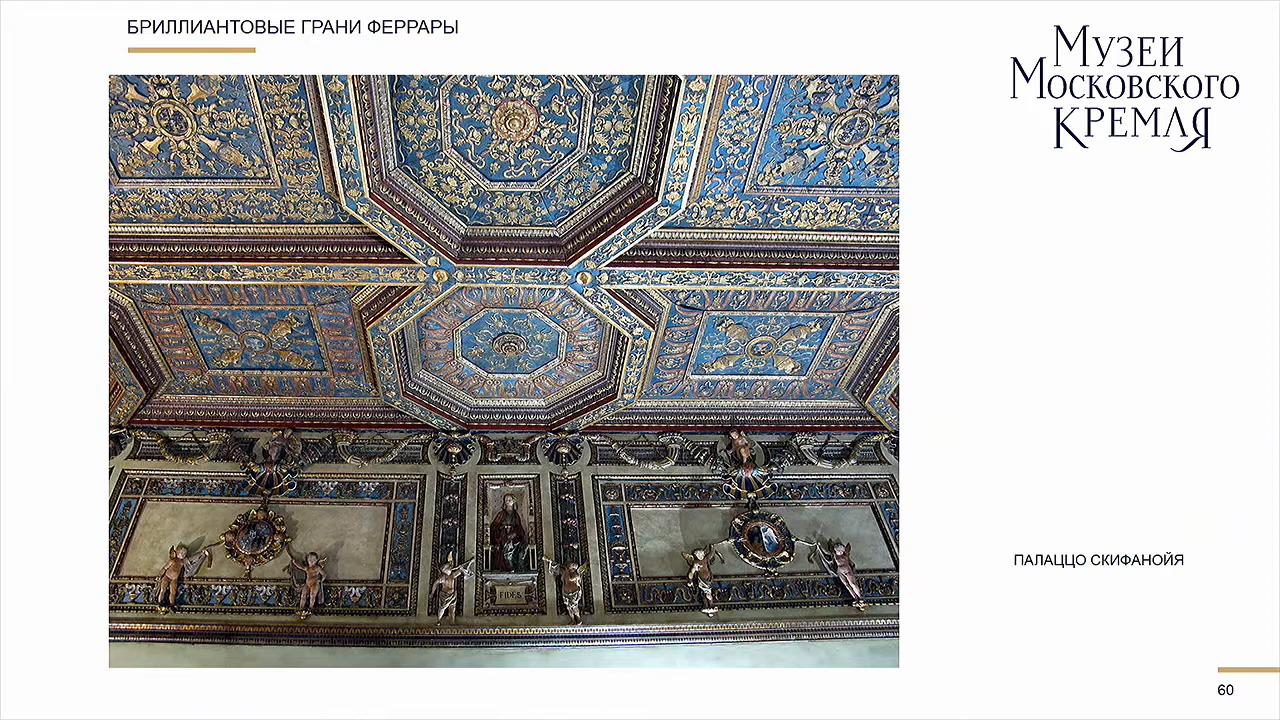 БРИЛЛИАНТОВЫЕ ГРАНИ ФЕРРАРЫ
Музеи
Московского
Кремля
FIDES
ПАЛАЦЦО СКИФАНОЙЯ
60